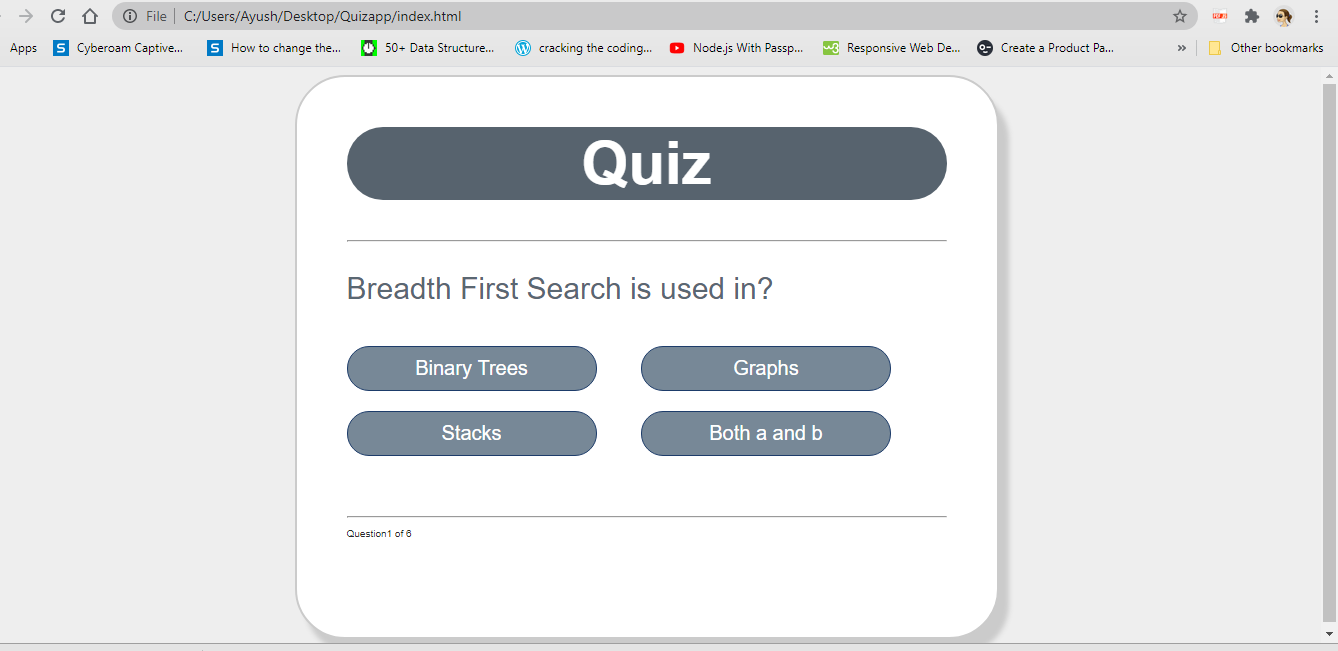 File | C:/Users/Ayush/Desktop/Quizapp/index.html
Apps Cyberoam Captive... How to change the... 50+ Data Structure... cracking the coding... Node.js With Passp... Responsive Web De... Create a Product Pa... » Other bookmarks
Quiz
Breadth First Search is used in?
Binary Trees Graphs
Stacks Both a and b
Question1 of 6